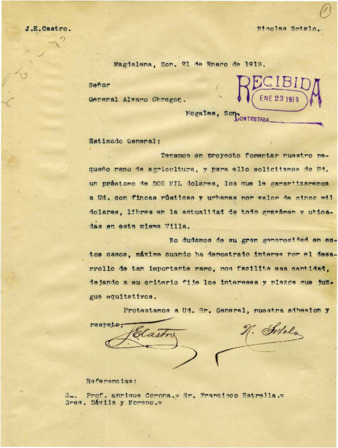 1
J.E.Castro.
Nicolas Sotelo.
Magdalena, Son. 21 de Enero de 1919.
RECIBIDA
ENE 23 1919
CONTESTADA
Señor
General Alvaro Obregon.
Nogales, Son.
Estimado General:
Tenemos en proyecto fomentar nuestro pe-
queño ramo de agricultura, y para ello solicitamos de Ud.
un préstamo de DOS MIL dolares, los que le garantizaremos
a Ud. con fincas rústicas y urbanas por valor de cinco mil
dolares, libres en la actualidad de todo gravámen y ubica-
das en esta misma Villa.
No dudamos de su gran generosidad en es-
tos casos, máxime cuando ha demostrado interes por el desa-
rrollo de tan importante ramo, nos facilite esa cantidad,
dejando a su criterio fije los intereses y plazos que juz-
gue equitativos.
Protestamos a Ud. Sr. General, nuestra adhesion y
respeto.
JECastro
N. Sotelo
Referencias:
Prof. Enrique Corona.= Sr. Francisco Estrella.=
Sres. Dávila y Moreno.=